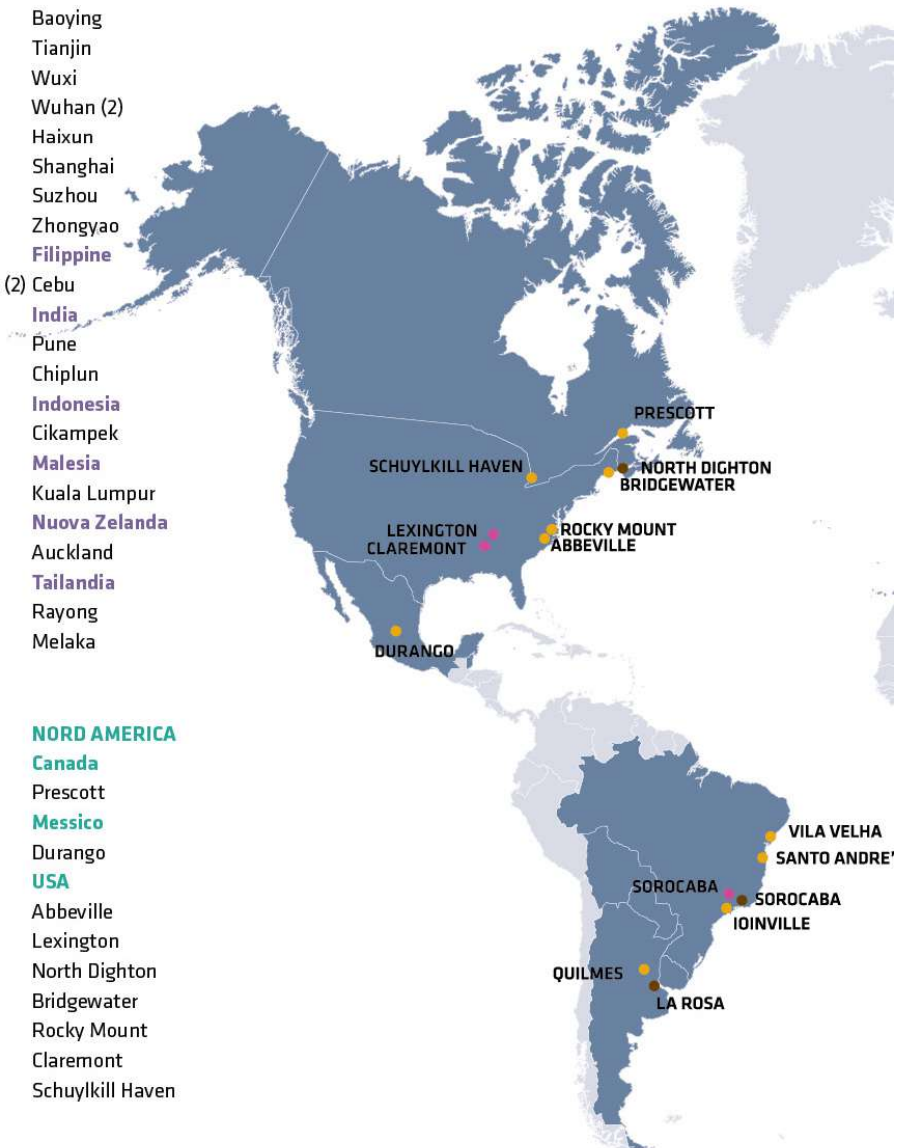 Baoying
Tianjin
Wuxi
Wuhan (2)
Haixun
Shanghai
Suzhou
Zhongyao
Filippine
(2) Cebu
India
Pune
Chiplun
Indonesia
Cikampek
Malesia
Kuala Lumpur
Nuova Zelanda
Auckland
Tailandia
Rayong
Melaka
NORD AMERICA
Canada
Prescott
Messico
Durango
USA
Abbeville
Lexington
North Dighton
Bridgewater
Rocky Mount
Claremont
Schuylkill Haven
PRESCOTT
SCHUYLKILL HAVEN
NORTH DIGHTON
BRIDGEWATER
LEXINGTON
ROCKY MOUNT
CLAREMONT
ABBEVILLE
DURANGO
VILA VELHA
SANTO ANDRE'
SOROCABA
SOROCABA
IOINVILLE
QUILMES
LA ROSA